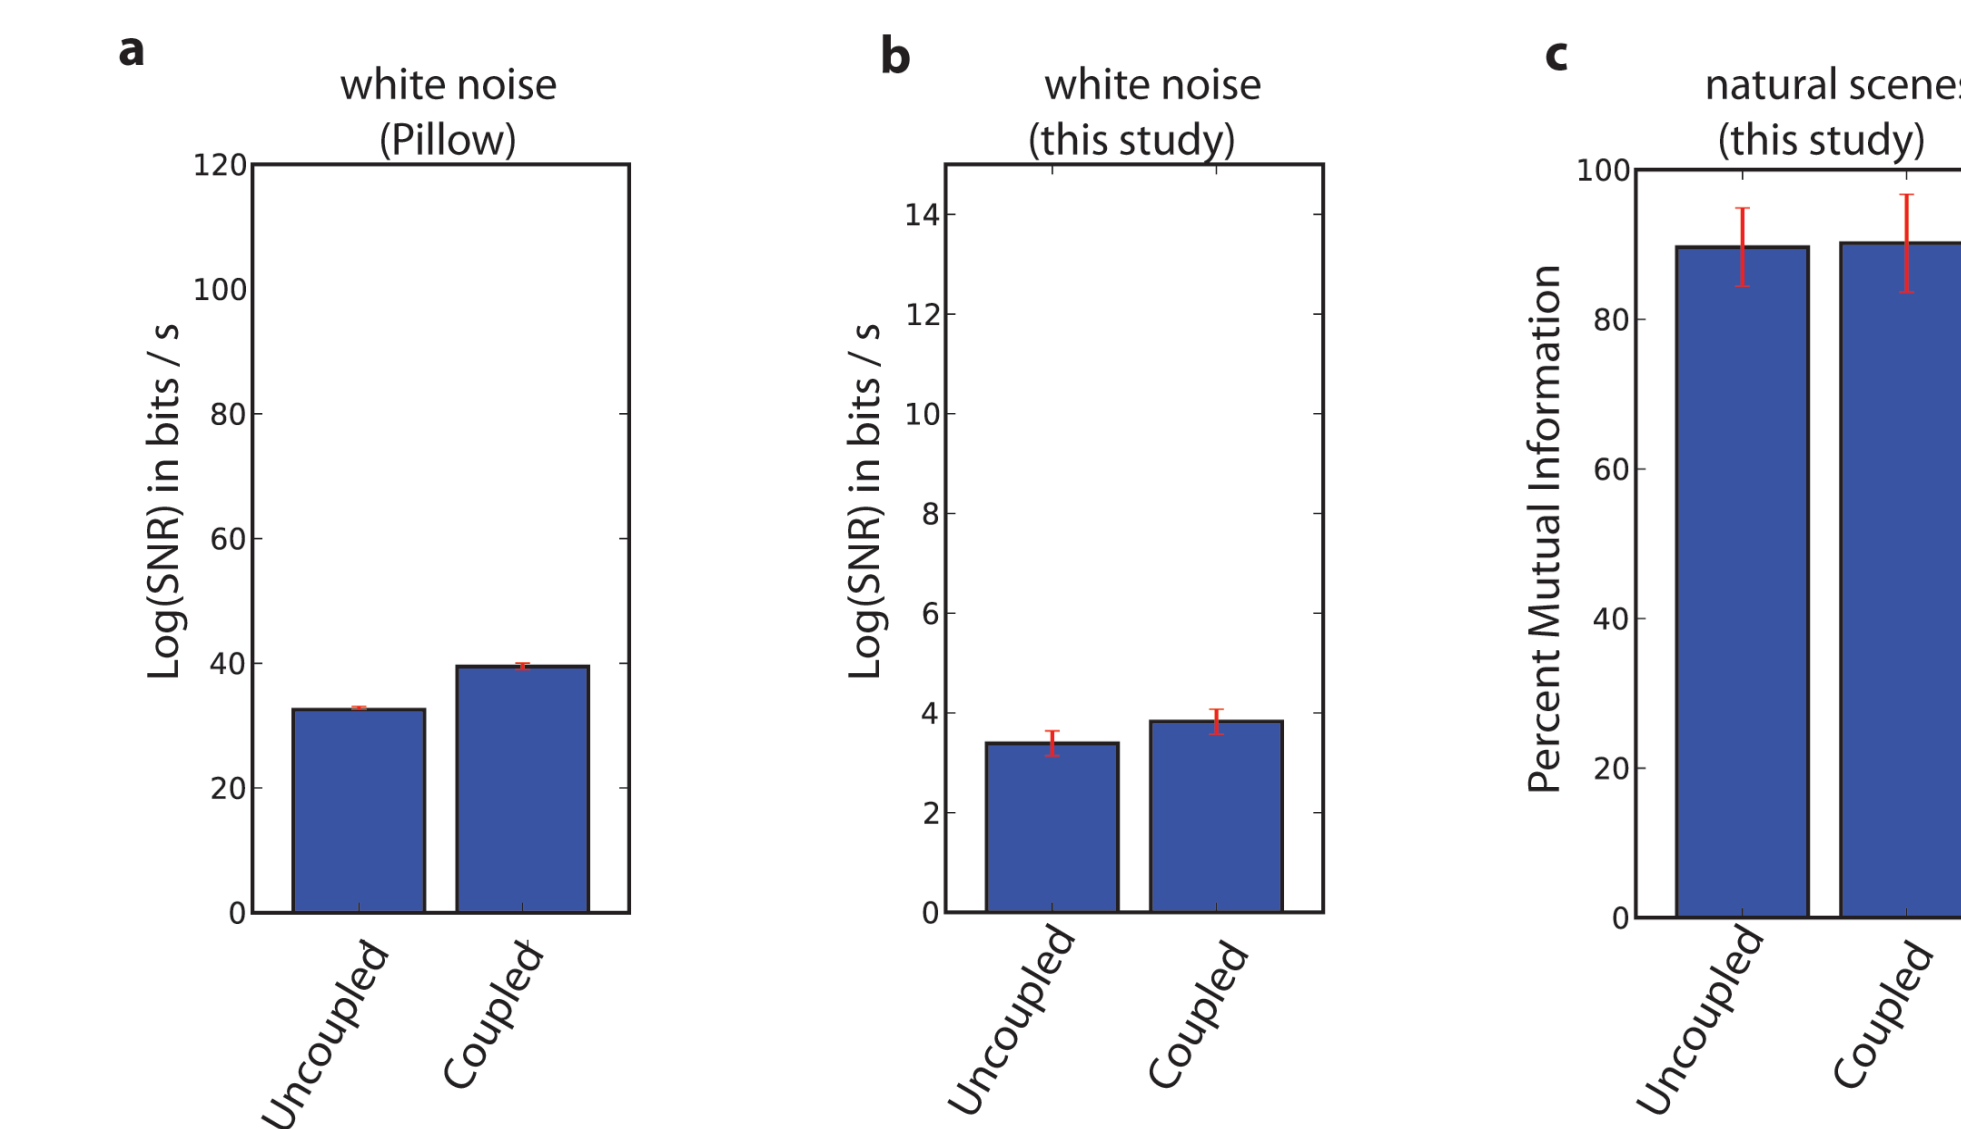 a
white noise
(Pillow)
120
100
80
60
40
20
0
Log(SNR) in bits / s
Uncoupled
Coupled
b
white noise
(this study)
14
12
10
8
6
4
2
0
Log(SNR) in bits / s
Uncoupled
Coupled
c
natural scenes
(this study)
100
80
60
40
20
0
Percent Mutual Information
Uncoupled
Coupled